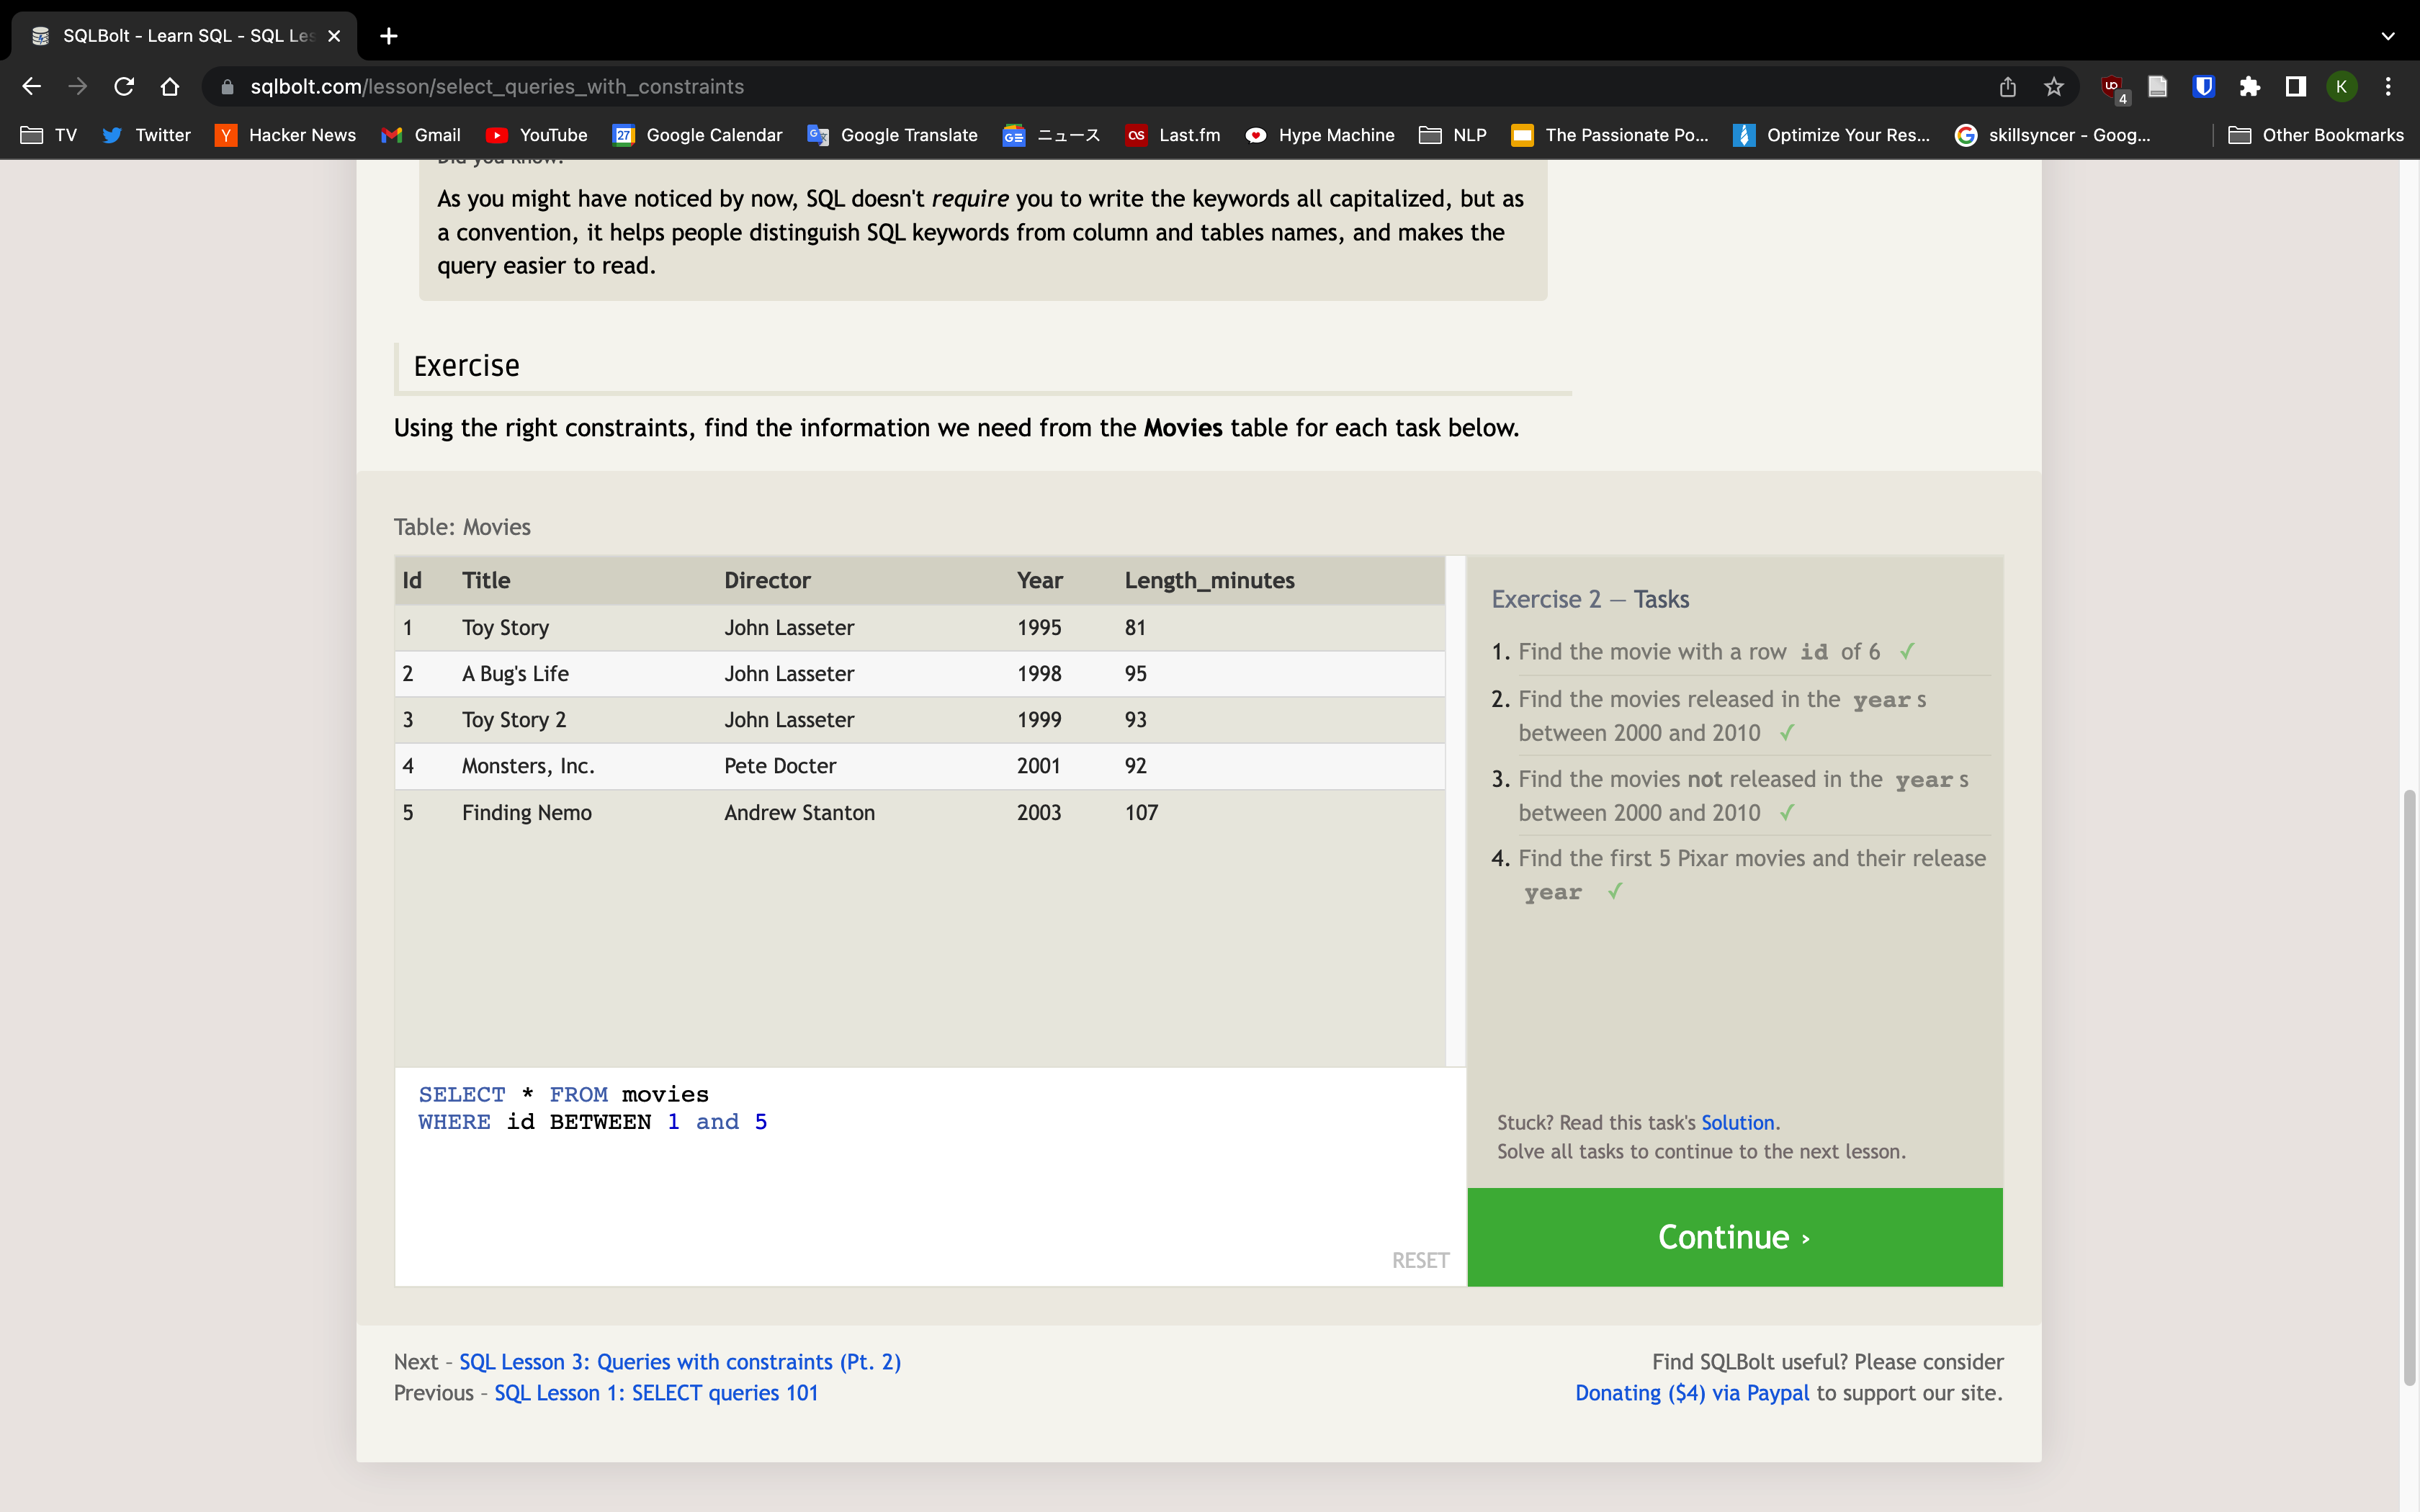 SQLBolt - Learn SQL - SQL Les
sqlbolt.com/lesson/select_queries_with_constraints
4
K
TV Twitter Hacker News Gmail YouTube 27 Google Calendar Google Translate ニュース Last.fm Hype Machine NLP The Passionate Po... Optimize Your Res... skillsyncer - Goog... Other Bookmarks
Did you know?
As you might have noticed by now, SQL doesn't require you to write the keywords all capitalized, but as
a convention, it helps people distinguish SQL keywords from column and tables names, and makes the
query easier to read.
Exercise
Using the right constraints, find the information we need from the Movies table for each task below.
Table: Movies
Id Title Director Year Length_minutes
1 Toy Story John Lasseter 1995 81
2 A Bug's Life John Lasseter 1998 95
3 Toy Story 2 John Lasseter 1999 93
4 Monsters, Inc. Pete Docter 2001 92
5 Finding Nemo Andrew Stanton 2003 107
SELECT * FROM movies
WHERE id BETWEEN 1 and 5
RESET
Exercise 2 — Tasks
1. Find the movie with a row id of 6 ✓
2. Find the movies released in the year s
between 2000 and 2010 ✓
3. Find the movies not released in the year s
between 2000 and 2010 ✓
4. Find the first 5 Pixar movies and their release
year ✓
Stuck? Read this task's Solution.
Solve all tasks to continue to the next lesson.
Continue ›
Next – SQL Lesson 3: Queries with constraints (Pt. 2)
Previous – SQL Lesson 1: SELECT queries 101
Find SQLBolt useful? Please consider
Donating ($4) via Paypal to support our site.